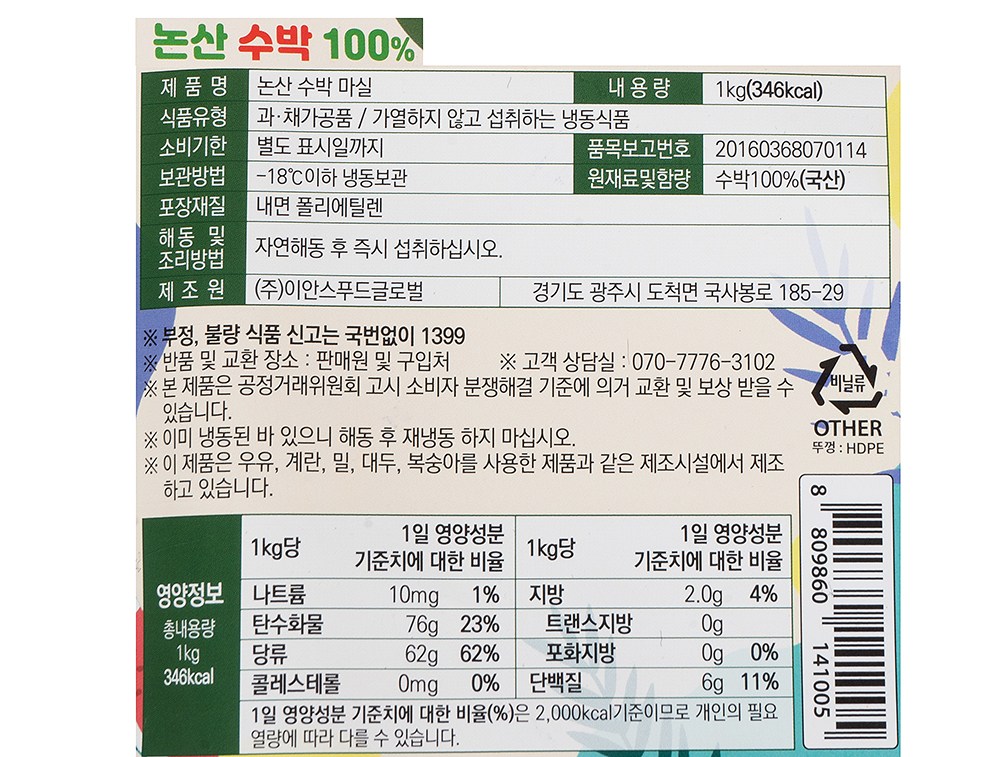 논산 수박 100%
제 품 명 논산 수박 마실 내 용 량 1kg(346kcal)
식품유형 과·채가공품 / 가열하지 않고 섭취하는 냉동식품
소비기한 별도 표시일까지 품목보고번호 20160368070114
보관방법 -18℃이하 냉동보관 원재료및함량 수박100%(국산)
포장재질 내면 폴리에틸렌
해동 및
조리방법 자연해동 후 즉시 섭취하십시오.
제 조 원 (주)이안스푸드글로벌 경기도 광주시 도척면 국사봉로 185-29
※ 부정, 불량 식품 신고는 국번없이 1399
※ 반품 및 교환 장소 : 판매원 및 구입처 ※ 고객 상담실 : 070-7776-3102
※ 본 제품은 공정거래위원회 고시 소비자 분쟁해결 기준에 의거 교환 및 보상 받을 수
있습니다.
※ 이미 냉동된 바 있으니 해동 후 재냉동 하지 마십시오.
※ 이 제품은 우유, 계란, 밀, 대두, 복숭아를 사용한 제품과 같은 제조시설에서 제조
하고 있습니다.
비닐류
OTHER
뚜껑 : HDPE
영양정보
총내용량
1kg
346kcal
1kg당 1일 영양성분
기준치에 대한 비율
나트륨 10mg 1%
탄수화물 76g 23%
당류 62g 62%
콜레스테롤 0mg 0%
1kg당 1일 영양성분
기준치에 대한 비율
지방 2.0g 4%
트랜스지방 0g
포화지방 0g 0%
단백질 6g 11%
1일 영양성분 기준치에 대한 비율(%)은 2,000kcal기준이므로 개인의 필요
열량에 따라 다를 수 있습니다.
8 809860 141005